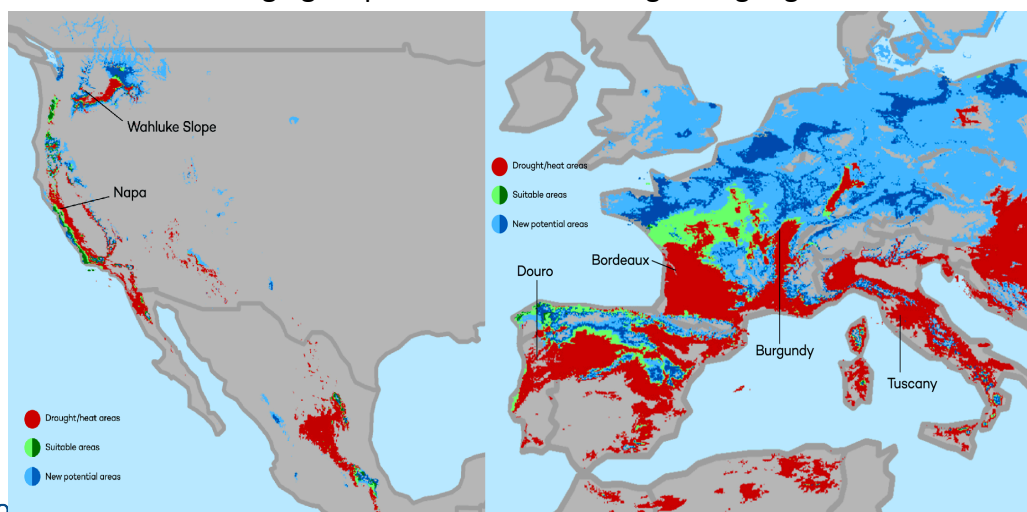 Wahluke Slope
Napa
Drought/heat areas
Suitable areas
New potential areas
Drought/heat areas
Suitable areas
New potential areas
Bordeaux
Douro
Burgundy
Tuscany